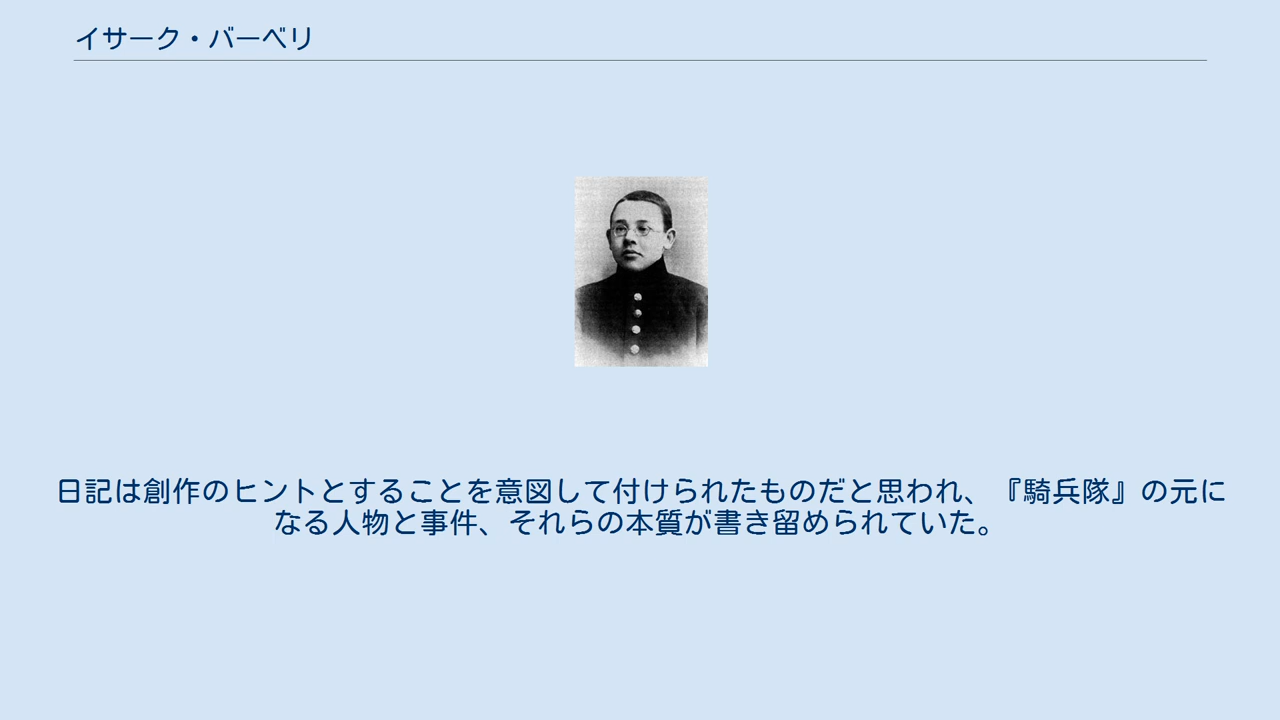 イサーク・バーベリ
日記は創作のヒントとすることを意図して付けられたものだと思われ、『騎兵隊』の元に
なる人物と事件、それらの本質が書き留められていた。